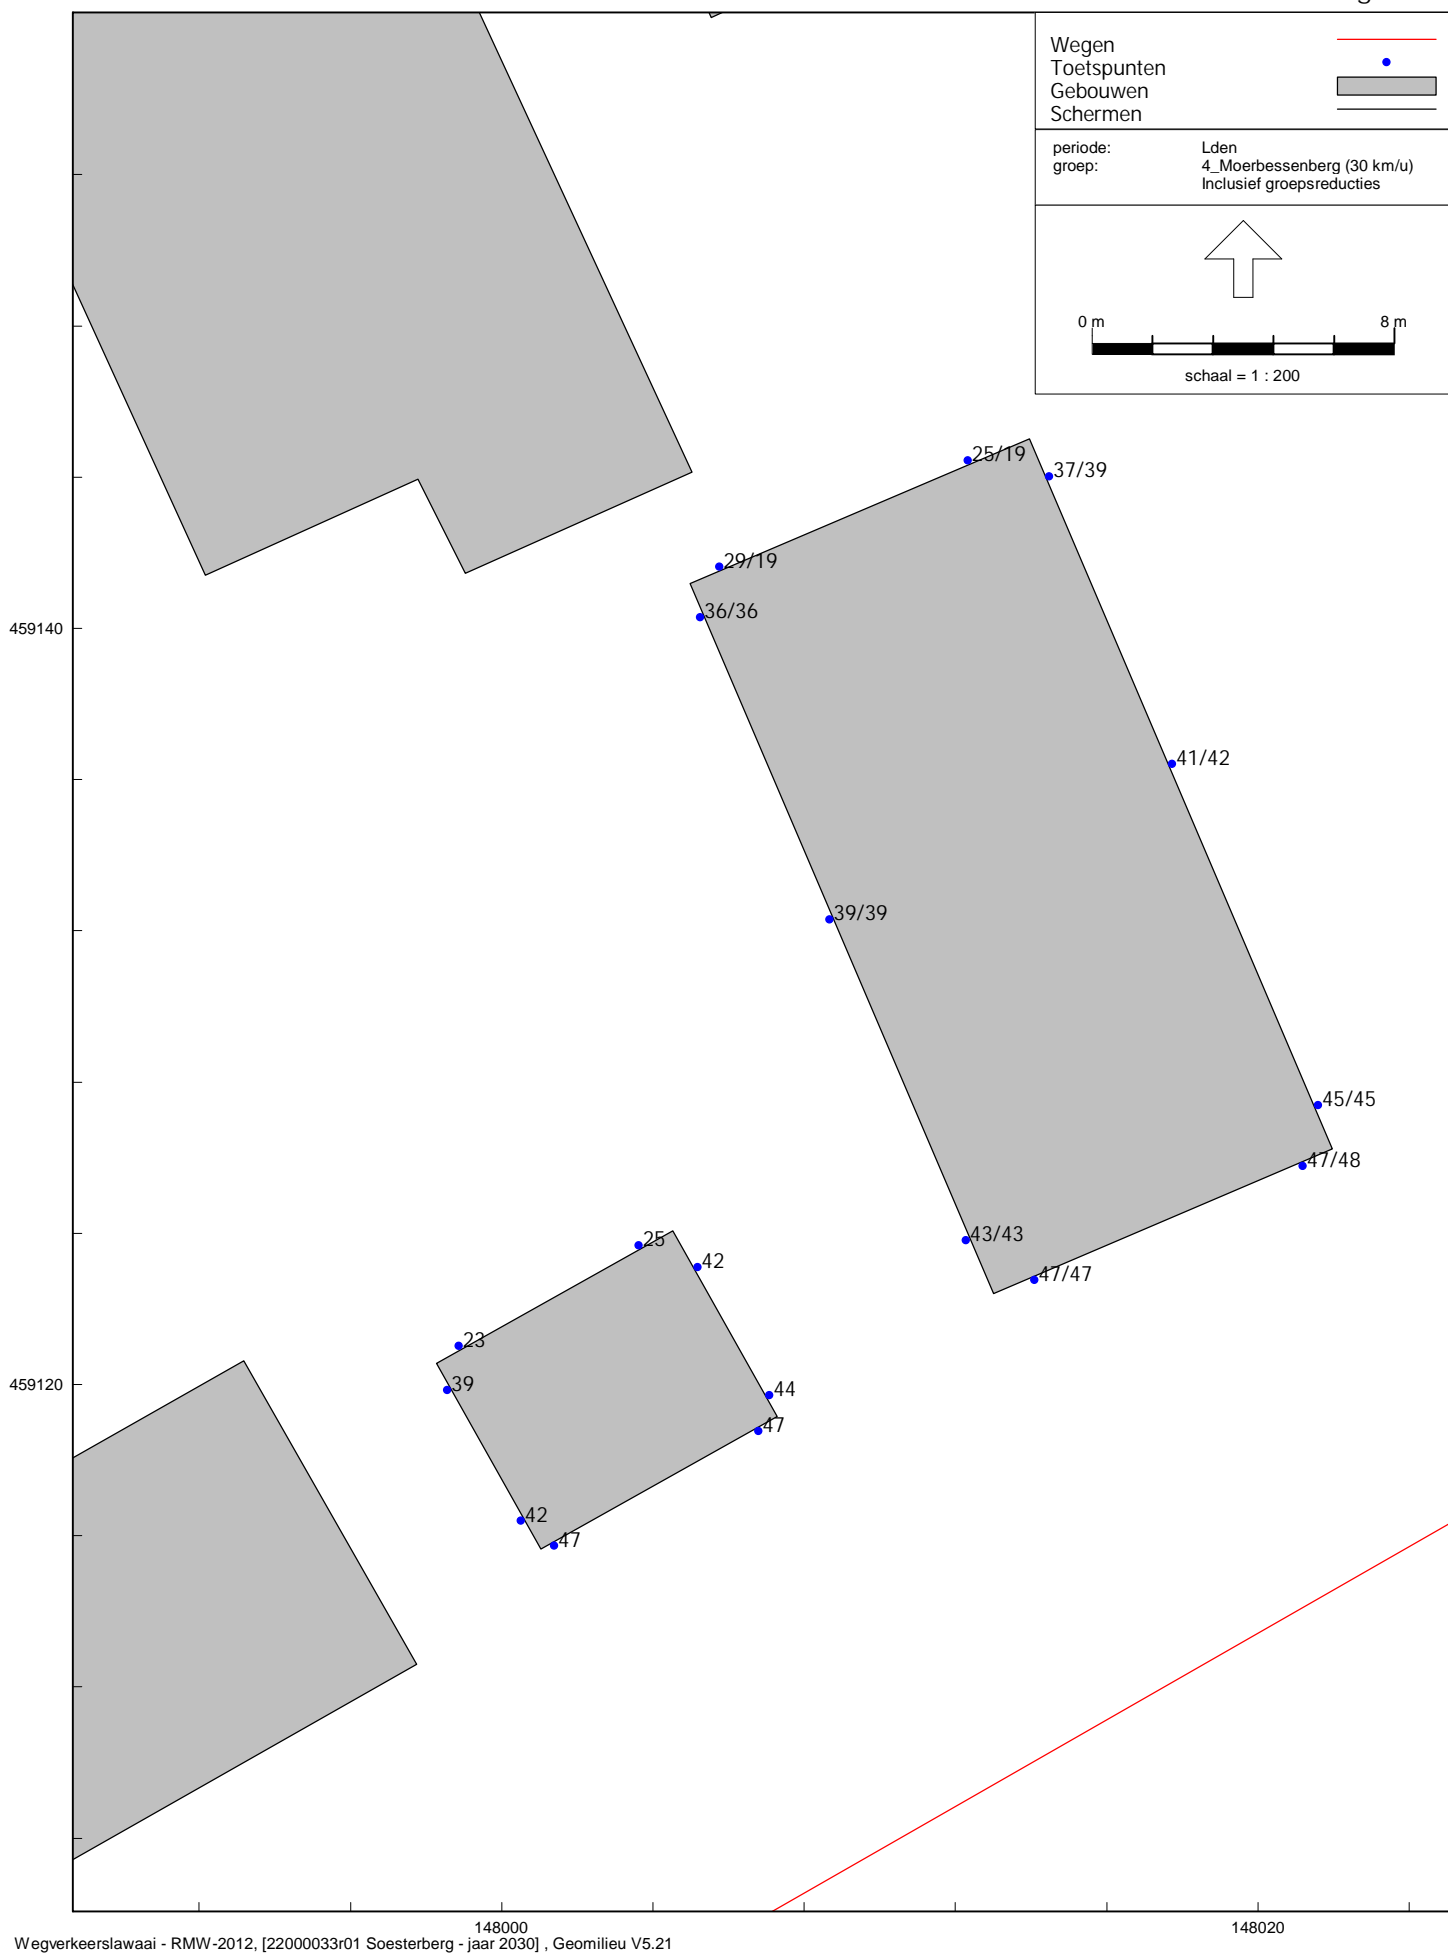 Wegen
Toetspunten
Gebouwen
Schermen
periode: Lden
groep: 4_Moerbessenberg (30 km/u)
Inclusief groepsreducties
0 m 8 m
schaal = 1 : 200
25/19
37/39
29/19
36/36
459140
41/42
39/39
45/45
47/48
43/43
25
42
47/47
23
39
459120
44
47
42
47
148000
148020
Wegverkeerslawaai - RMW-2012, [22000033r01 Soesterberg - jaar 2030] , Geomilieu V5.21